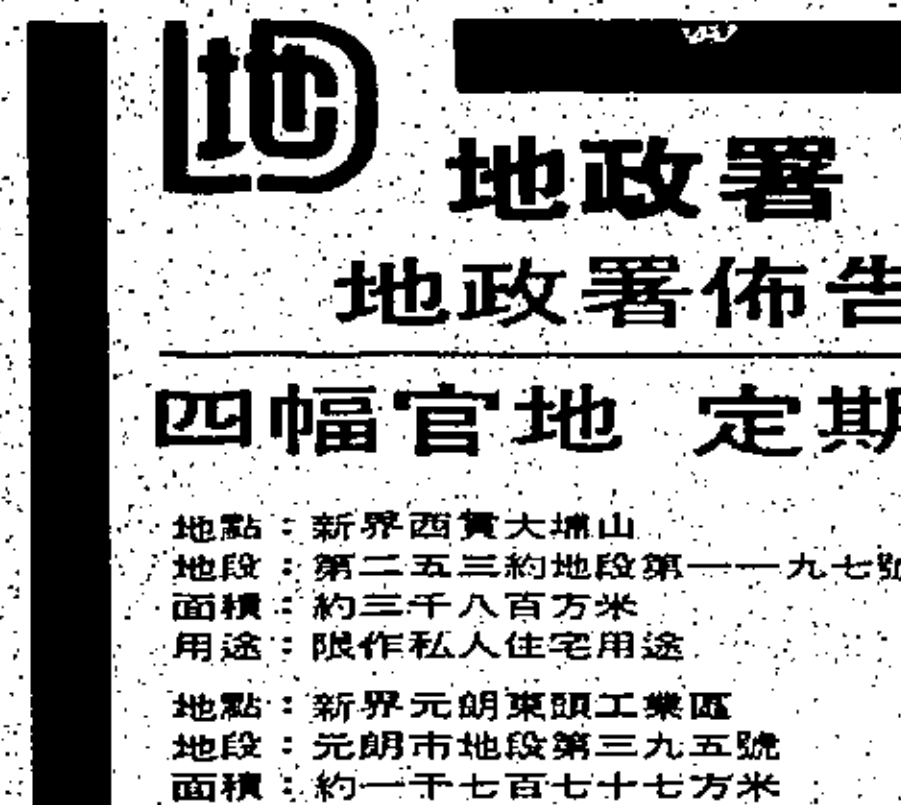 地政署
地政署佈告
四幅官地 定期
地點：新界西貢大埔山
地段：第二五三約地段第一一九七號
面積：約三千八百方米
用途：限作私人住宅用途
地點：新界元朗東頭工業區
地段：元朗市地段第三九五號
面積：約一千七百七十七方米